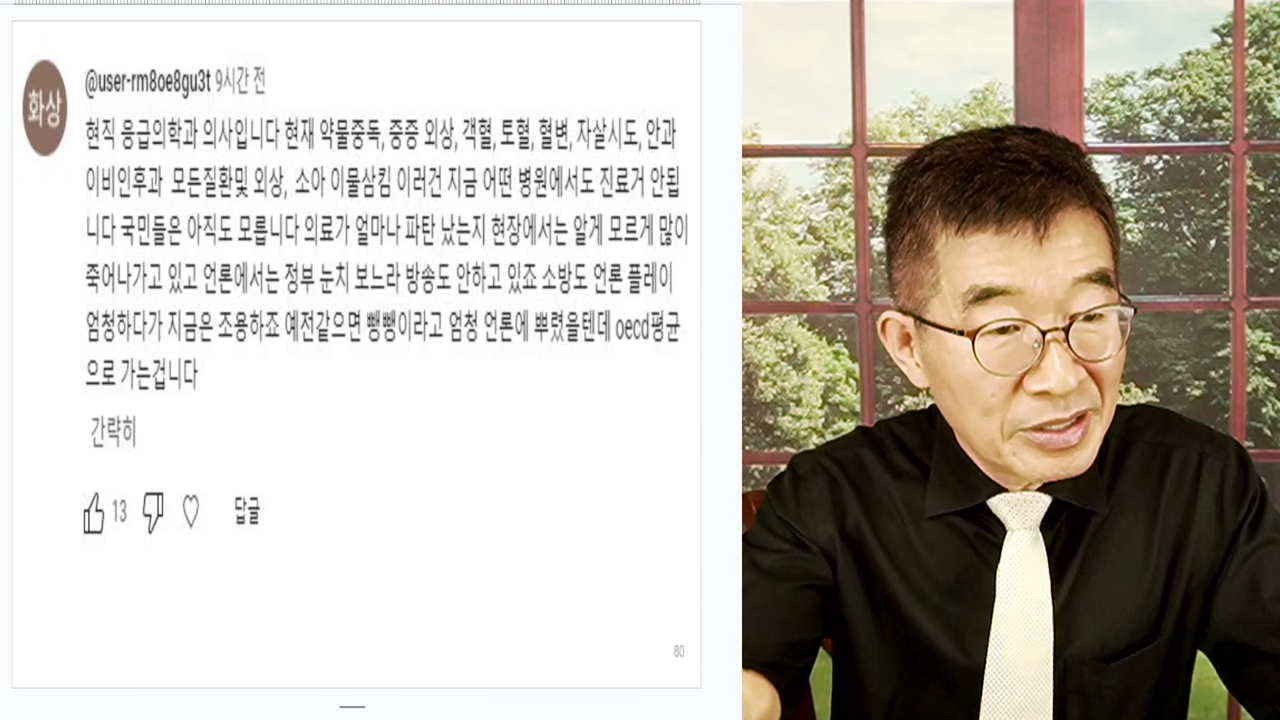 화상
@user-rm8oe8gu3t 9시간 전
현직 응급의학과 의사입니다 현재 약물중독, 중증 외상, 객혈, 토혈, 혈변, 자살시도, 안과
이비인후과 모든질환및 외상, 소아 이물삼킴 이러건 지금 어떤 병원에서도 진료거 안됩
니다 국민들은 아직도 모릅니다 의료가 얼마나 파탄 났는지 현장에서는 알게 모르게 많이
죽어나가고 있고 언론에서는 정부 눈치 보느라 방송도 안하고 있죠 소방도 언론 플레이
엄청하다가 지금은 조용하죠 예전같으면 뺑뺑이라고 엄청 언론에 뿌렸을텐데 oecd평균
으로 가는겁니다
간략히
13 답글
80